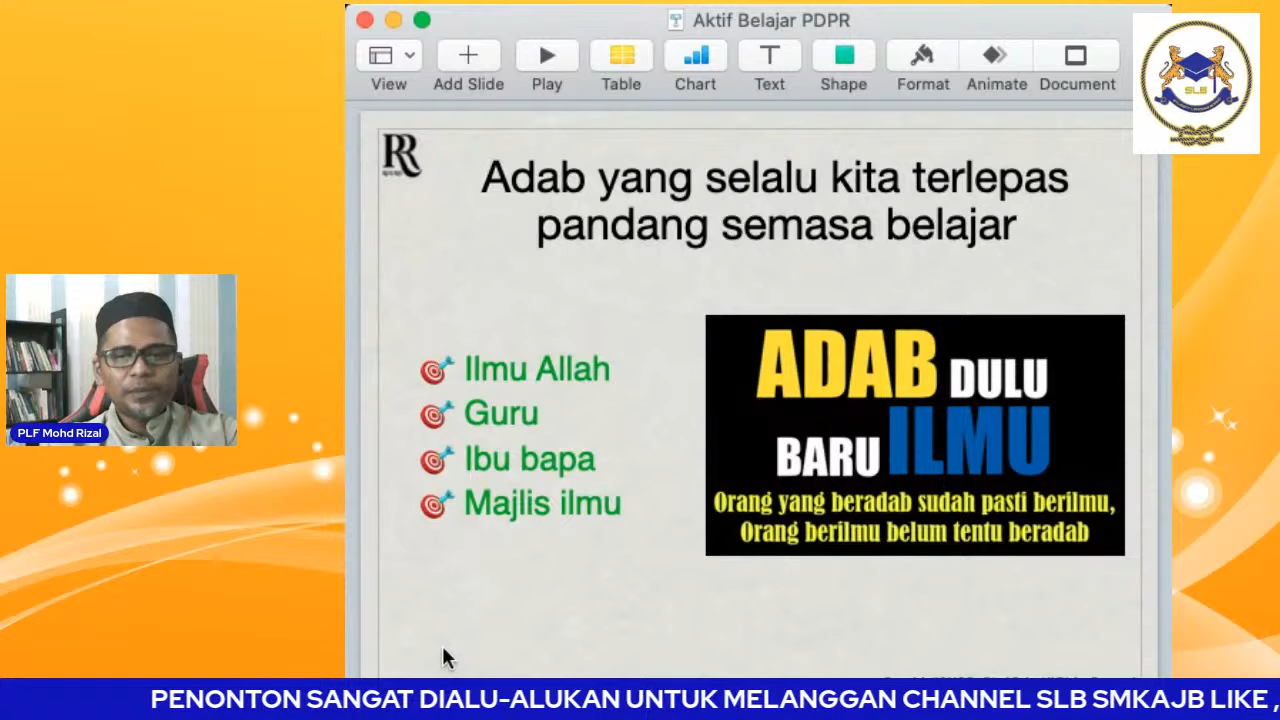 Aktif Belajar PDPR
View
Add Slide
Play
Table
Chart
Text
Shape
Format
Animate
Document
SLB
RR
Adab yang selalu kita terlepas
pandang semasa belajar
Ilmu Allah
Guru
Ibu bapa
Majlis ilmu
ADAB DULU
BARU ILMU
Orang yang beradab sudah pasti berilmu,
Orang berilmu belum tentu beradab
PLF Mohd Rizal
PENONTON SANGAT DIALU-ALUKAN UNTUK MELANGGAN CHANNEL SLB SMKAJB LIKE ,